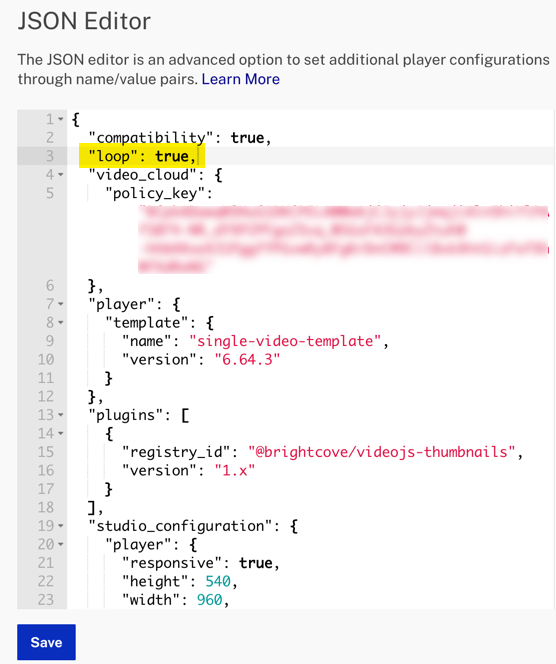 JSON Editor
The JSON editor is an advanced option to set additional player configurations
through name/value pairs. Learn More
1 {
2 "compatibility": true,
3 "loop": true,
4 "video_cloud": {
5 "policy_key":
6 },
7 "player": {
8 "template": {
9 "name": "single-video-template",
10 "version": "6.64.3"
11 }
12 },
13 "plugins": [
14 {
15 "registry_id": "@brightcove/videojs-thumbnails",
16 "version": "1.x"
17 }
18 ],
19 "studio_configuration": {
20 "player": {
21 "responsive": true,
22 "height": 540,
23 "width": 960,
Save